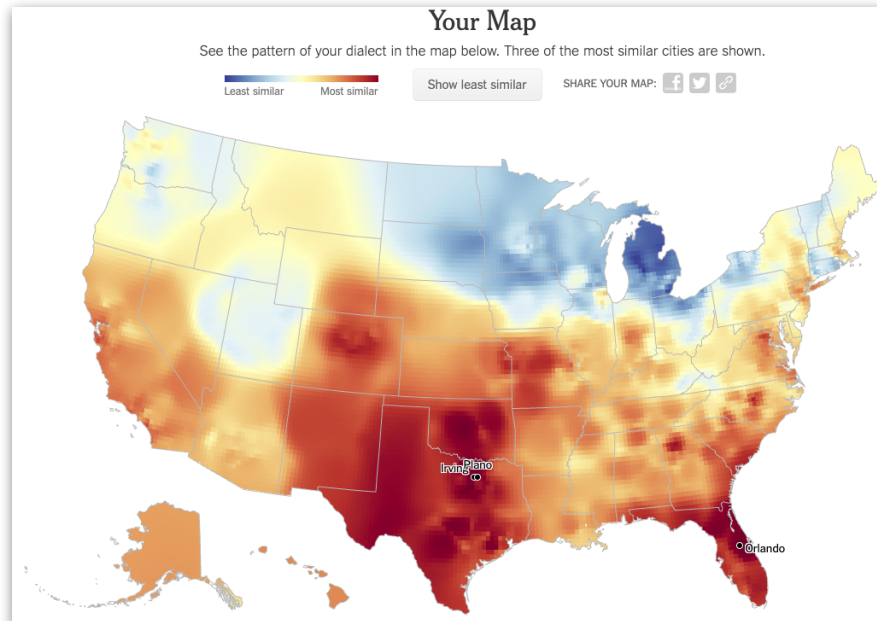 Your Map
See the pattern of your dialect in the map below. Three of the most similar cities are shown.
Least similar
Most similar
Show least similar
SHARE YOUR MAP:
Irving
Plano
Orlando